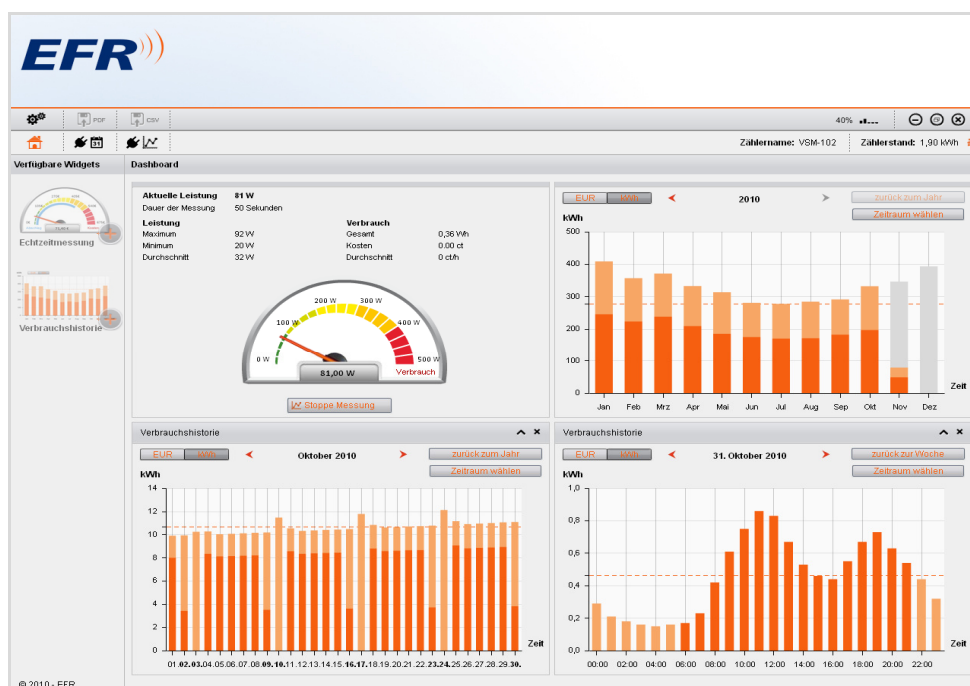 EFR
PDF
CSV
40%
31
Zählername: VSM-102
Zählerstand: 1,90 kWh
Verfügbare Widgets
Dashboard
Echtzeitmessung
Verbrauchshistorie
Aktuelle Leistung 81 W
Dauer der Messung 50 Sekunden
Leistung Verbrauch
Maximum 92 W Gesamt 0,36 Wh
Minimum 20 W Kosten 0.00 ct
Durchschnitt 32 W Durchschnitt 0 ct/h
0 W 100 W 200 W 300 W 400 W 500 W
Verbrauch
81,00 W
Stoppe Messung
EUR kWh 2010 zurück zum Jahr
Zeitraum wählen
kWh
500
400
300
200
100
0
Zeit
Jan Feb Mrz Apr Mai Jun Jul Aug Sep Okt Nov Dez
Verbrauchshistorie
EUR kWh Oktober 2010 zurück zum Jahr
Zeitraum wählen
kWh
14
12
10
8
6
4
2
0
Zeit
01.02.03.04.05.06.07.08.09.10.11.12.13.14.15.16.17.18.19.20.21.22.23.24.25.26.27.28.29.30.
Verbrauchshistorie
EUR kWh 31. Oktober 2010 zurück zur Woche
Zeitraum wählen
kWh
1,0
0,8
0,6
0,4
0,2
0,0
Zeit
00:00 02:00 04:00 06:00 08:00 10:00 12:00 14:00 16:00 18:00 20:00 22:00
© 2010 - EFR